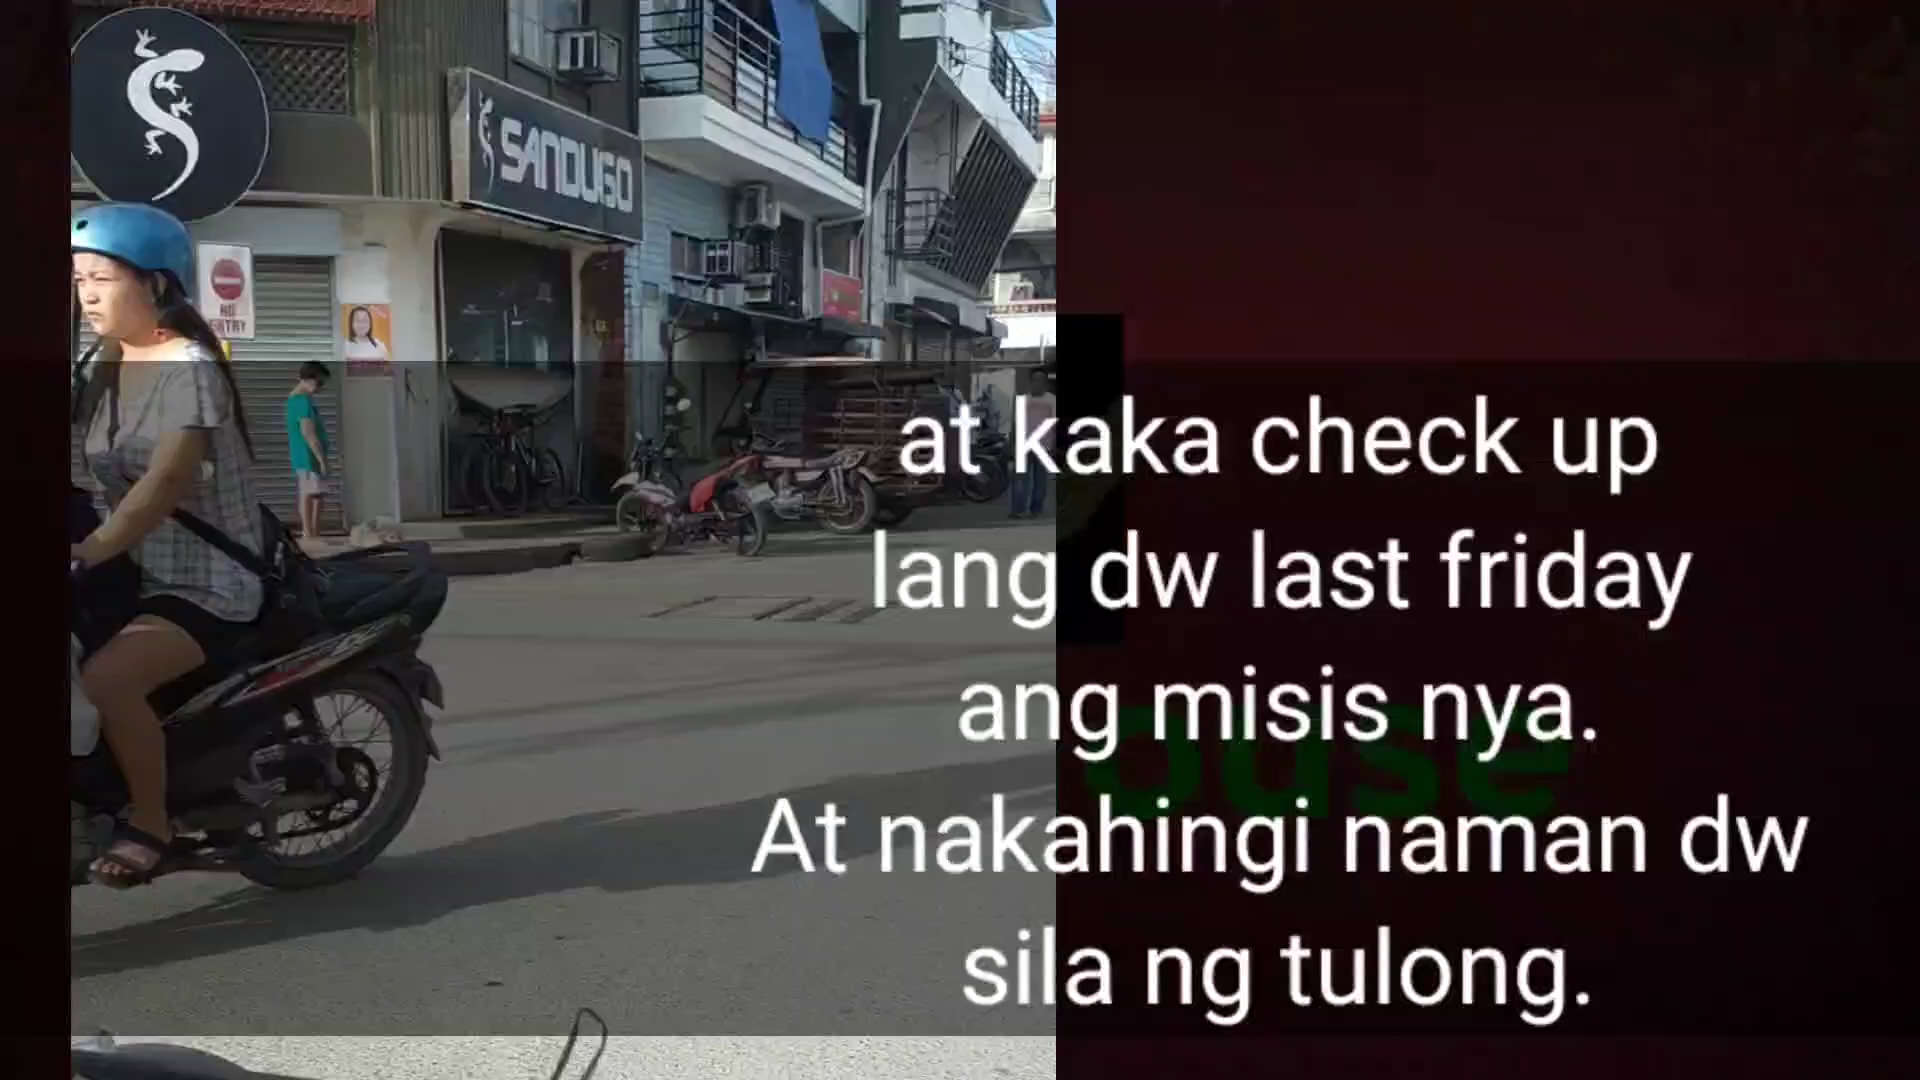 SANDUGO
NO
ENTRY
at kaka check up
lang dw last friday
ang misis nya.
At nakahingi naman dw
sila ng tulong.
ouse